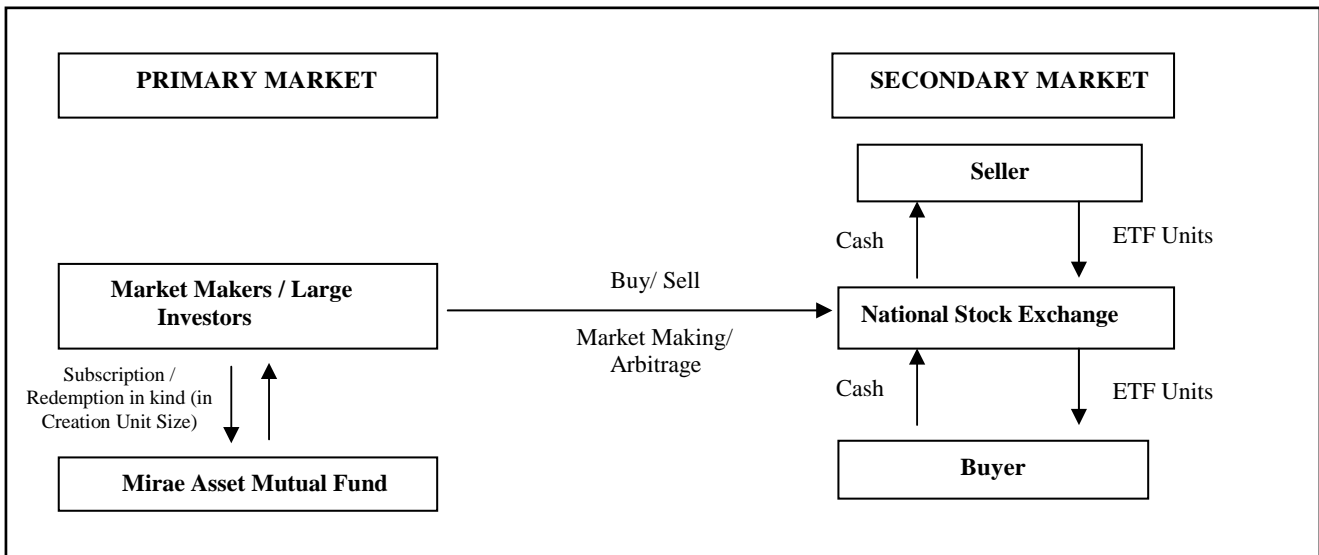 PRIMARY MARKET
SECONDARY MARKET
Seller
Cash
ETF Units
Market Makers / Large
Investors
Buy/ Sell
Market Making/
Arbitrage
National Stock Exchange
Subscription /
Redemption in kind (in
Creation Unit Size)
Cash
ETF Units
Mirae Asset Mutual Fund
Buyer